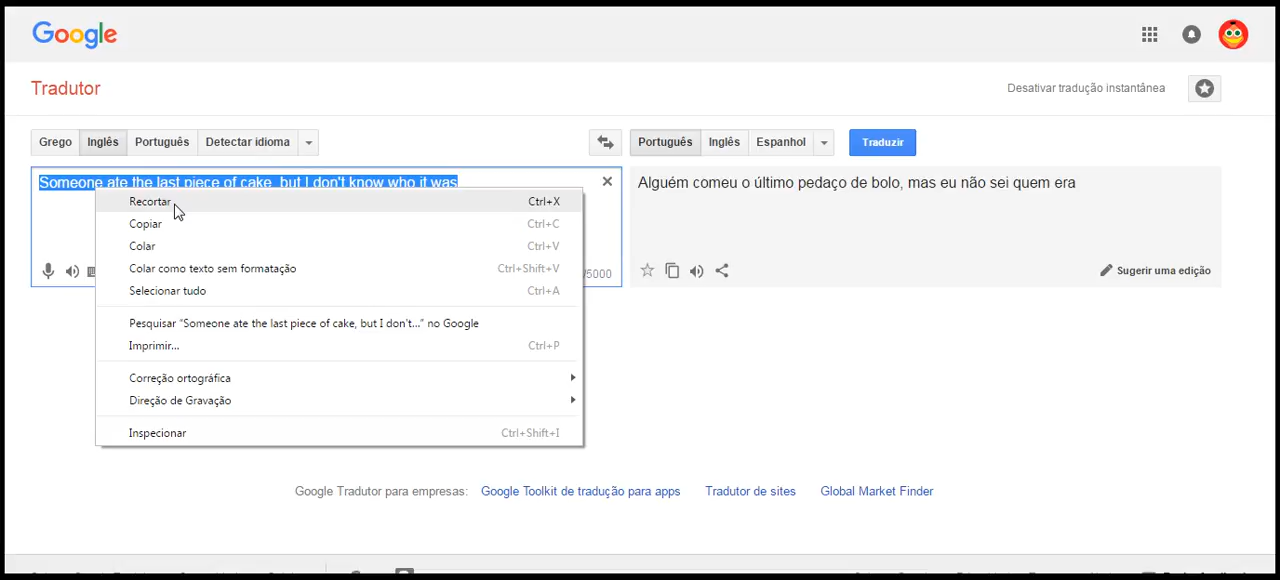 Google
Tradutor
Desativar tradução instantânea
Grego Inglês Português Detectar idioma
Português Inglês Espanhol Traduzir
Someone ate the last piece of cake, but I don't know who it was
Alguém comeu o último pedaço de bolo, mas eu não sei quem era
Recortar Ctrl+X
Copiar Ctrl+C
Colar Ctrl+V
Colar como texto sem formatação Ctrl+Shift+V
/5000
Sugerir uma edição
Selecionar tudo Ctrl+A
Pesquisar “Someone ate the last piece of cake, but I don't...” no Google
Imprimir... Ctrl+P
Correção ortográfica
Direção de Gravação
Inspecionar Ctrl+Shift+I
Google Tradutor para empresas: Google Toolkit de tradução para apps Tradutor de sites Global Market Finder